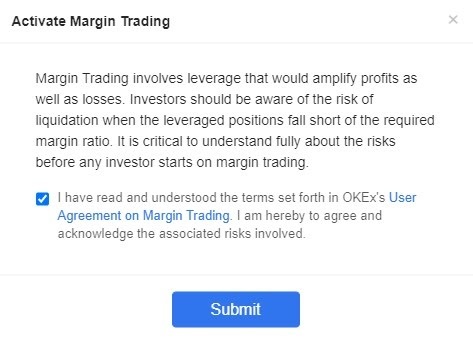 Activate Margin Trading
Margin Trading involves leverage that would amplify profits as
well as losses. Investors should be aware of the risk of
liquidation when the leveraged positions fall short of the required
margin ratio. It is critical to understand fully about the risks
before any investor starts on margin trading.
I have read and understood the terms set forth in OKEx's User
Agreement on Margin Trading. I am hereby to agree and
acknowledge the associated risks involved.
Submit